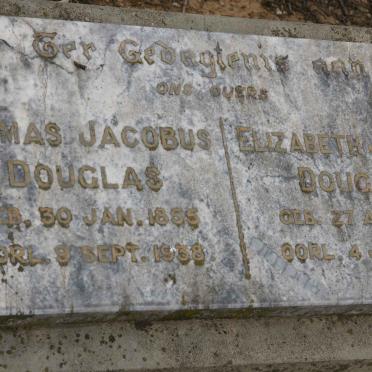 Ter Gedagtenis aan
ONS OUERS
MAS JACOBUS
DOUGLAS
GEB. 30 JAN. 1855
OORL. 9 SEPT. 1938
ELIZABETH
DOUG
GEB. 27 A
OORL. 4